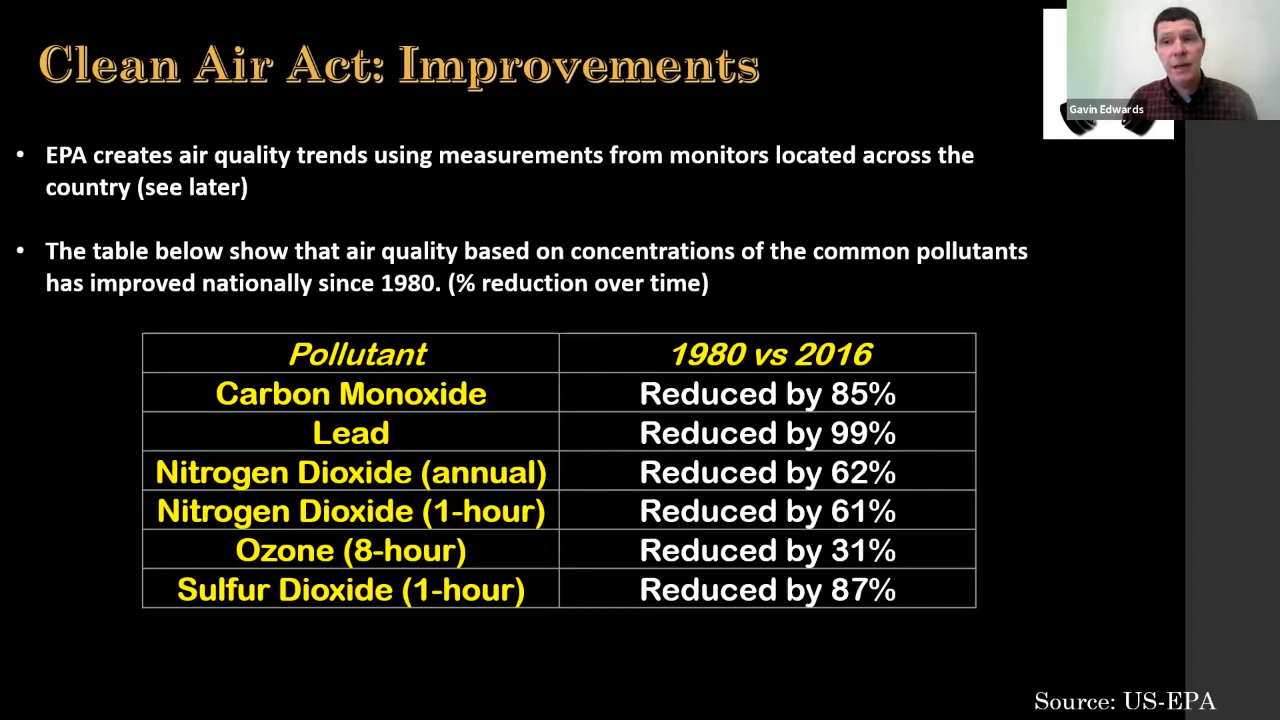 Clean Air Act: Improvements
Gavin Edwards
• EPA creates air quality trends using measurements from monitors located across the
country (see later)
• The table below show that air quality based on concentrations of the common pollutants
has improved nationally since 1980. (% reduction over time)
Pollutant 1980 vs 2016
Carbon Monoxide Reduced by 85%
Lead Reduced by 99%
Nitrogen Dioxide (annual) Reduced by 62%
Nitrogen Dioxide (1-hour) Reduced by 61%
Ozone (8-hour) Reduced by 31%
Sulfur Dioxide (1-hour) Reduced by 87%
Source: US-EPA